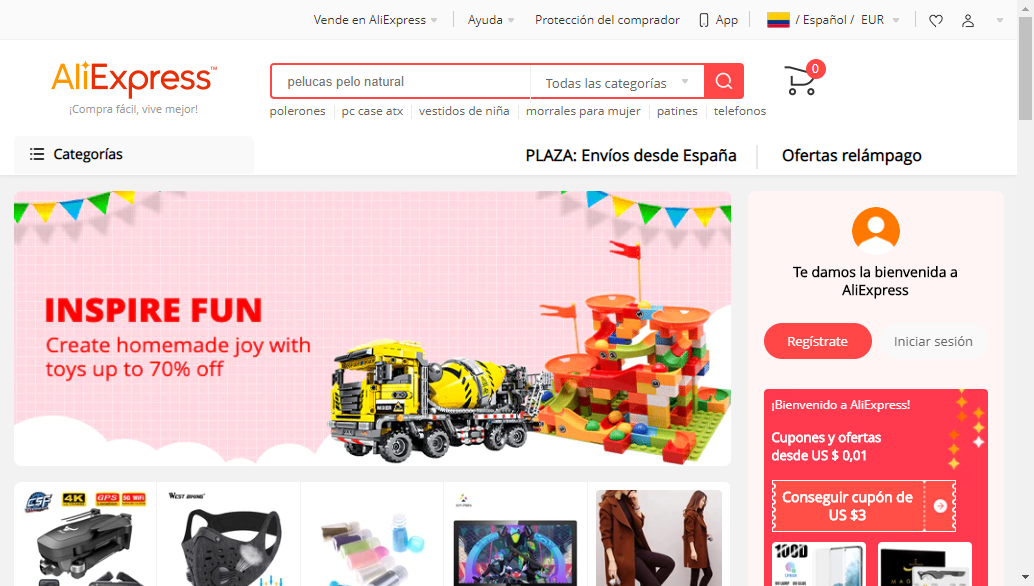 Vende en AliExpress
Ayuda
Protección del comprador
App
/ Español / EUR
AliExpress™
¡Compra fácil, vive mejor!
pelucas pelo natural
Todas las categorías
0
polerones
pc case atx
vestidos de niña
morrales para mujer
patines
telefonos
Categorías
PLAZA: Envíos desde España
Ofertas relámpago
INSPIRE FUN
Create homemade joy with
toys up to 70% off
Te damos la bienvenida a
AliExpress
Regístrate
Iniciar sesión
¡Bienvenido a AliExpress!
Cupones y ofertas
desde US $ 0,01
Conseguir cupón de
US $3
CSF 4K GPS 5G WIFI
WEST BIKING